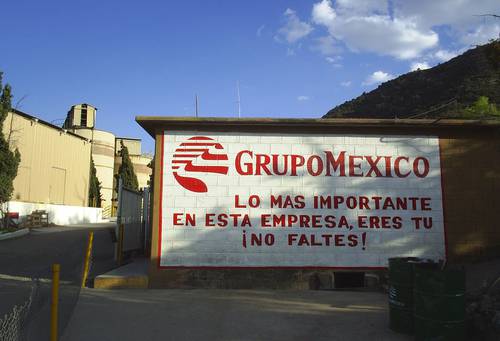 GRUPOMEXICO
LO MAS IMPORTANTE
EN ESTA EMPRESA, ERES TU
¡NO FALTES!